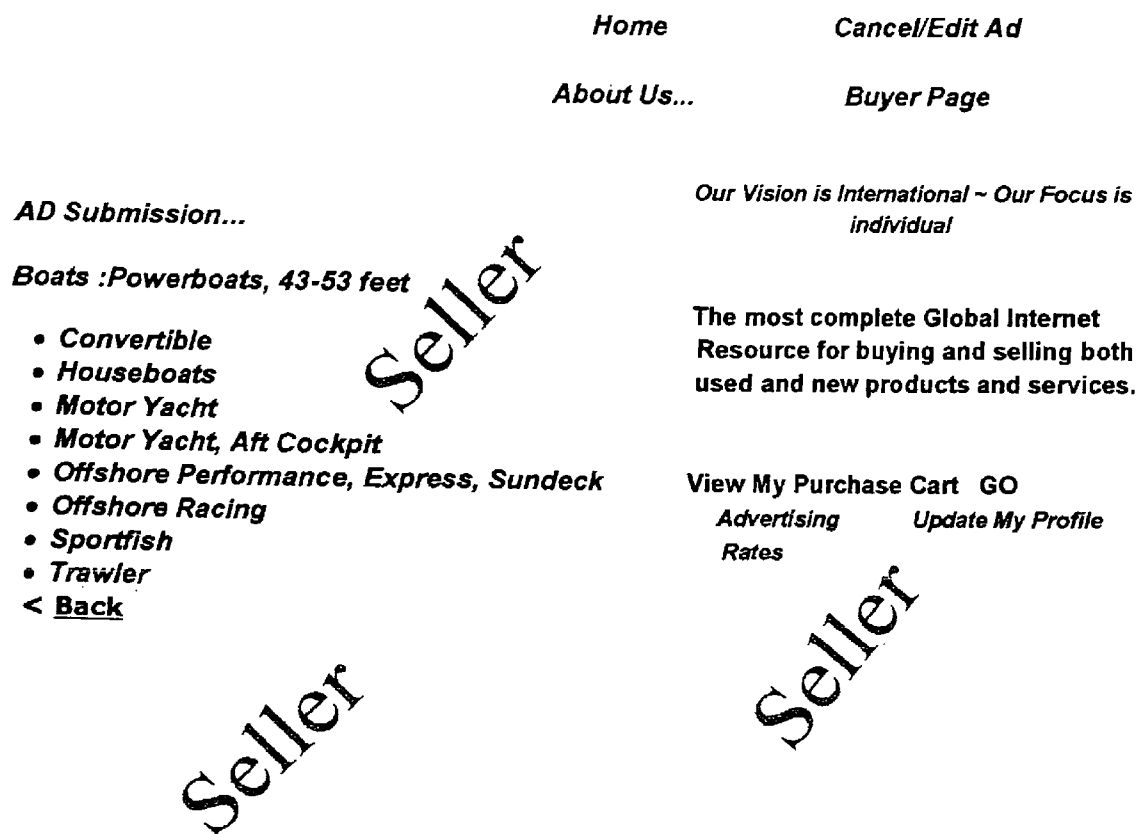 Home Cancel/Edit Ad
About Us... Buyer Page
Our Vision is International ~ Our Focus is
individual
AD Submission...
Boats :Powerboats, 43-53 feet
• Convertible
• Houseboats
• Motor Yacht
• Motor Yacht, Aft Cockpit
• Offshore Performance, Express, Sundeck
• Offshore Racing
• Sportfish
• Trawler
< Back
Seller
The most complete Global Internet
Resource for buying and selling both
used and new products and services.
View My Purchase Cart GO
Advertising Update My Profile
Rates
Seller
Seller